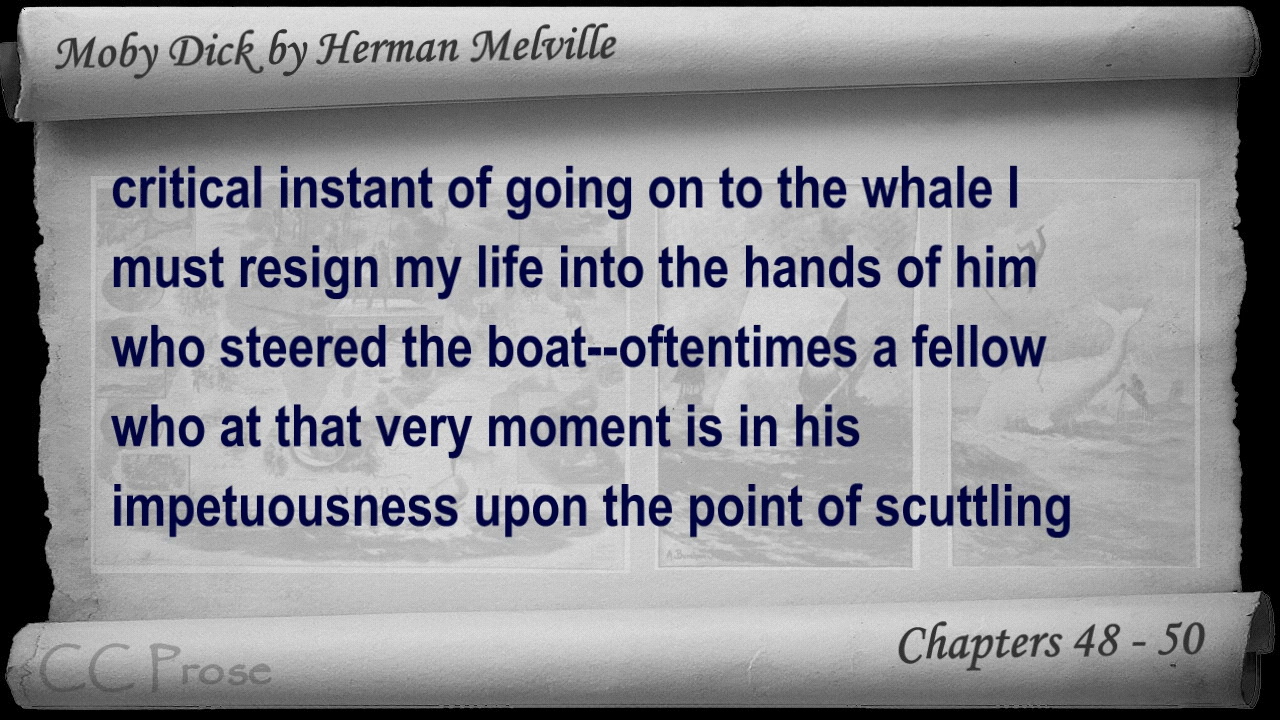 Moby Dick by Herman Melville
critical instant of going on to the whale I
must resign my life into the hands of him
who steered the boat--oftentimes a fellow
who at that very moment is in his
impetuousness upon the point of scuttling
Chapters 48 - 50
CC Prose